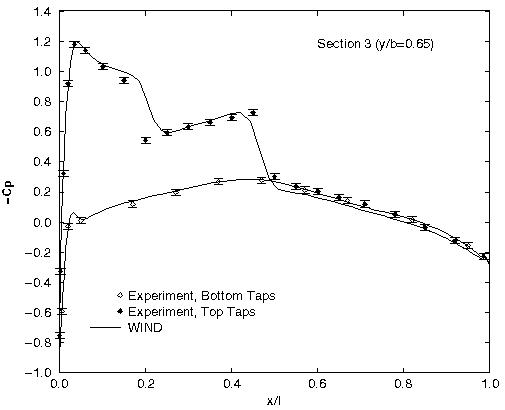 1.4
Section 3 (y/b=0.65)
1.2
1.0
0.8
0.6
0.4
0.2
0.0
−0.2
−0.4
−0.6
−0.8
−1.0
−Cp
Experiment, Bottom Taps
Experiment, Top Taps
WIND
0.0 0.2 0.4 0.6 0.8 1.0
x/l